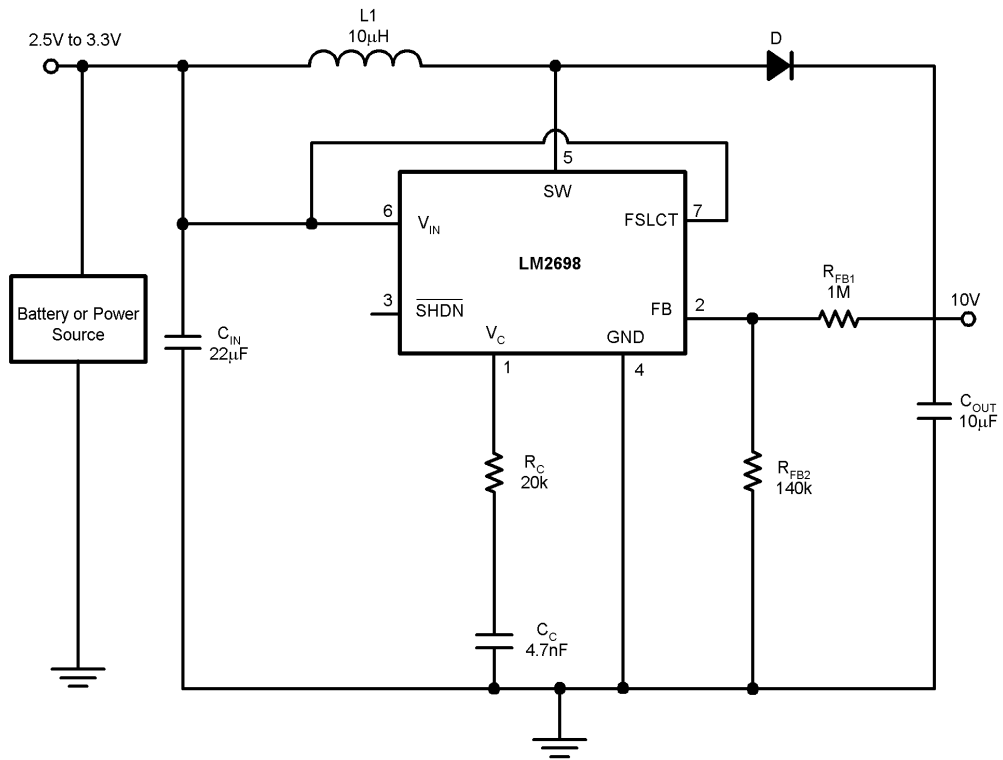 L1
10μH
2.5V to 3.3V
D
5
SW
6
VIN
FSLCT
7
LM2698
3
SHDN
FB
2
RFB1
1M
10V
Battery or Power
Source
CIN
22μF
VC
GND
1
4
COUT
10μF
RC
20k
RFB2
140k
CC
4.7nF